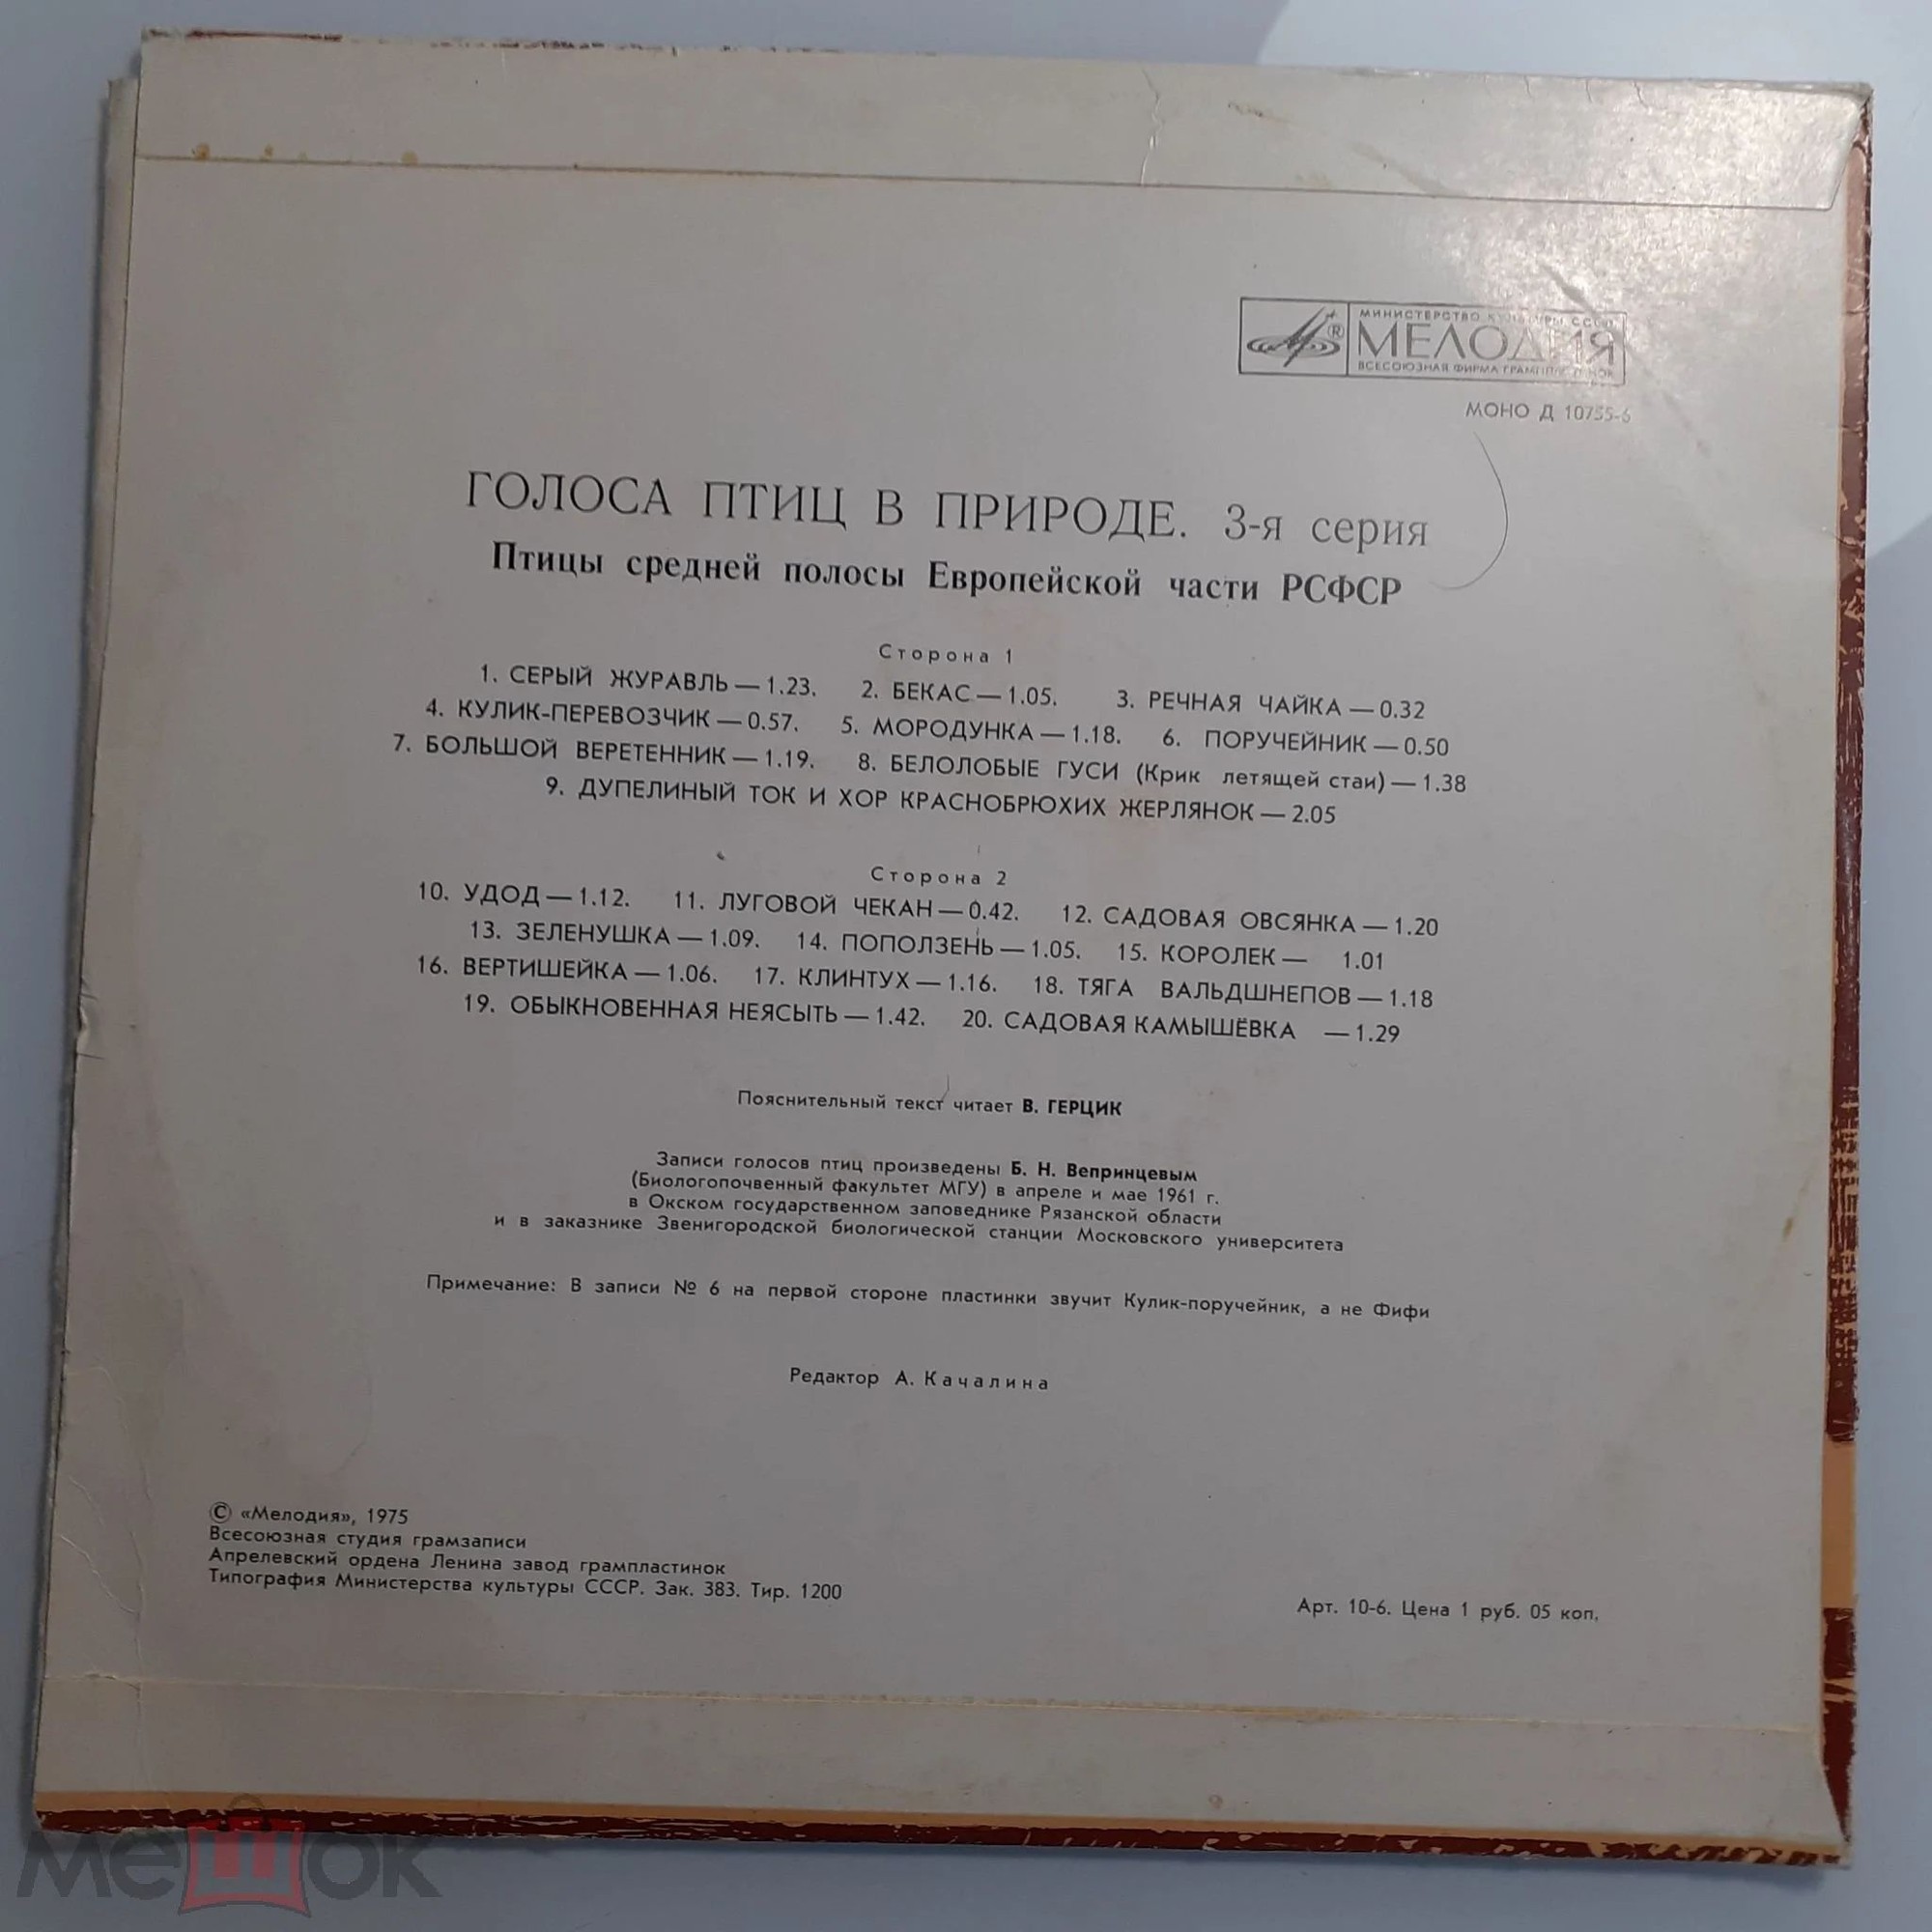 МИНИСТЕРСТВО КУЛЬТУРЫ СССР
МЕЛОДИЯ
ВСЕСОЮЗНАЯ ФИРМА ГРАМПЛАСТИНОК
®
МОНО Д 10755-6
ГОЛОСА ПТИЦ В ПРИРОДЕ. 3-я серия
Птицы средней полосы Европейской части РСФСР
Сторона 1
1. СЕРЫЙ ЖУРАВЛЬ — 1.23. 2. БЕКАС — 1.05. 3. РЕЧНАЯ ЧАЙКА — 0.32
4. КУЛИК-ПЕРЕВОЗЧИК — 0.57. 5. МОРОДУНКА — 1.18. 6. ПОРУЧЕЙНИК — 0.50
7. БОЛЬШОЙ ВЕРЕТЕННИК — 1.19. 8. БЕЛОЛОБЫЕ ГУСИ (Крик летящей стаи) — 1.38
9. ДУПЕЛИНЫЙ ТОК И ХОР КРАСНОБРЮХИХ ЖЕРЛЯНОК — 2.05
Сторона 2
10. УДОД — 1.12. 11. ЛУГОВОЙ ЧЕКАН — 0.42. 12. САДОВАЯ ОВСЯНКА — 1.20
13. ЗЕЛЕНУШКА — 1.09. 14. ПОПОЛЗЕНЬ — 1.05. 15. КОРОЛЕК — 1.01
16. ВЕРТИШЕЙКА — 1.06. 17. КЛИНТУХ — 1.16. 18. ТЯГА ВАЛЬДШНЕПОВ — 1.18
19. ОБЫКНОВЕННАЯ НЕЯСЫТЬ — 1.42. 20. САДОВАЯ КАМЫШЁВКА — 1.29
Пояснительный текст читает В. ГЕРЦИК
Записи голосов птиц произведены Б. Н. Вепринцевым
(Биологопочвенный факультет МГУ) в апреле и мае 1961 г.
в Окском государственном заповеднике Рязанской области
и в заказнике Звенигородской биологической станции Московского университета
Примечание: В записи № 6 на первой стороне пластинки звучит Кулик-поручейник, а не Фифи
Редактор А. Качалина
© «Мелодия», 1975
Всесоюзная студия грамзаписи
Апрелевский ордена Ленина завод грампластинок
Типография Министерства культуры СССР. Зак. 383. Тир. 1200
Арт. 10-6. Цена 1 руб. 05 коп.
мешок